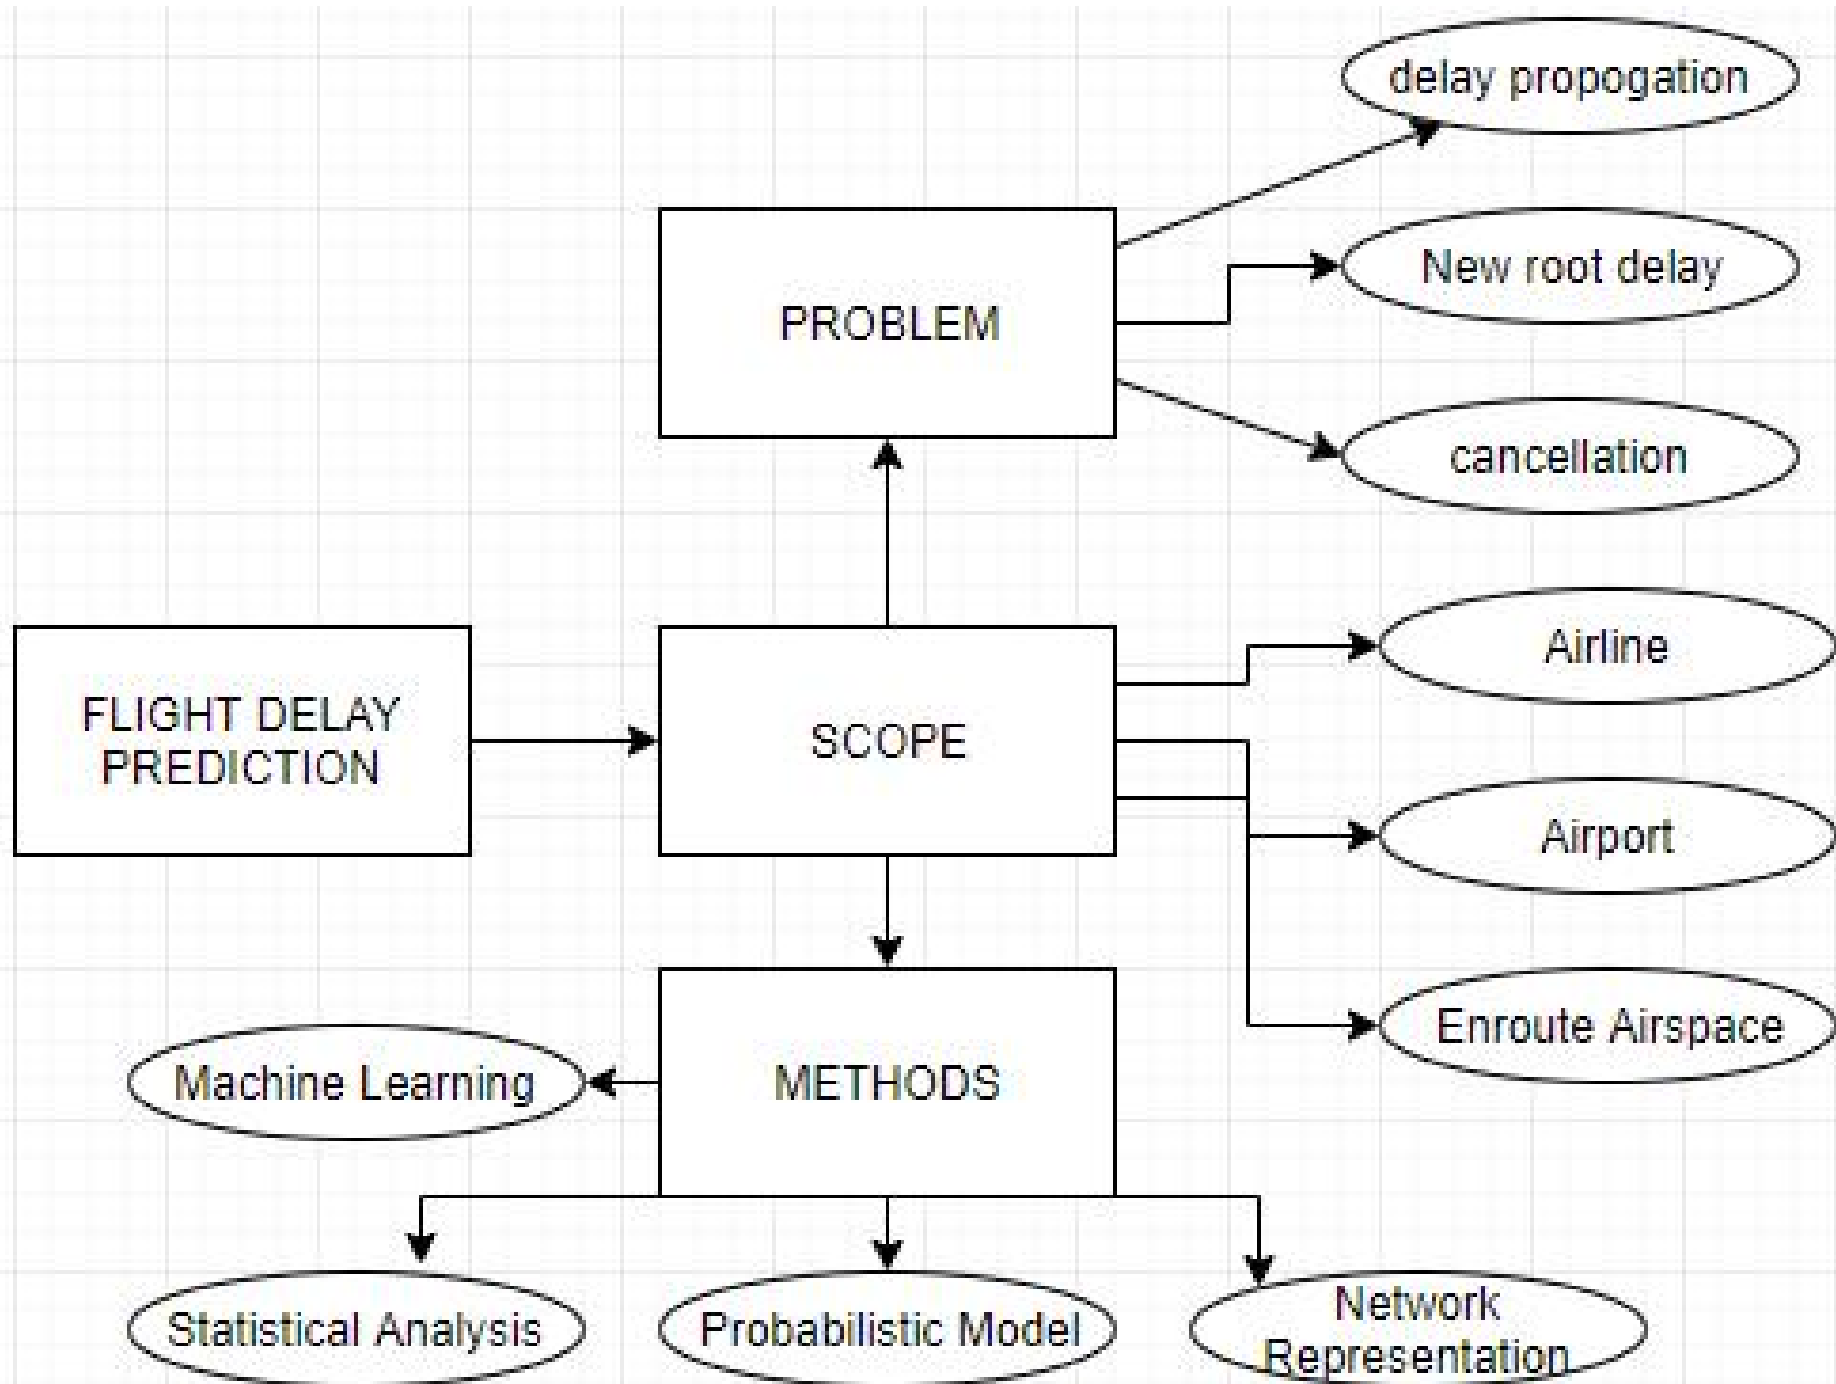 delay propogation
New root delay
PROBLEM
cancellation
Airline
FLIGHT DELAY
PREDICTION
SCOPE
Airport
Enroute Airspace
Machine Learning
METHODS
Statistical Analysis
Probabilistic Model
Network
Representation